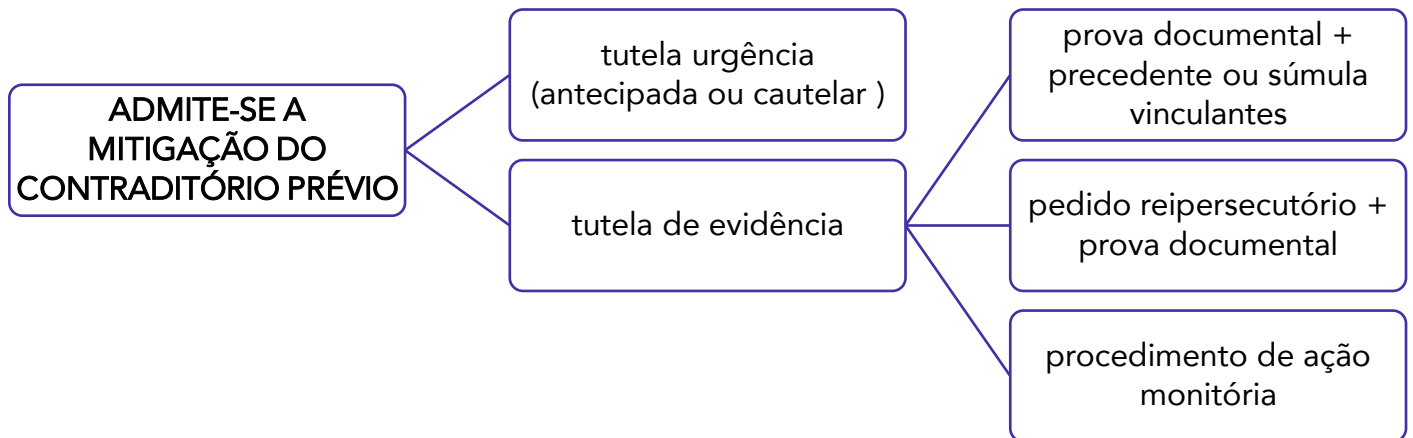 ADMITE-SE A
MITIGAÇÃO DO
CONTRADITÓRIO PRÉVIO
tutela urgência
(antecipada ou cautelar )
tutela de evidência
prova documental +
precedente ou súmula
vinculantes
pedido reipersecutório +
prova documental
procedimento de ação
monitória